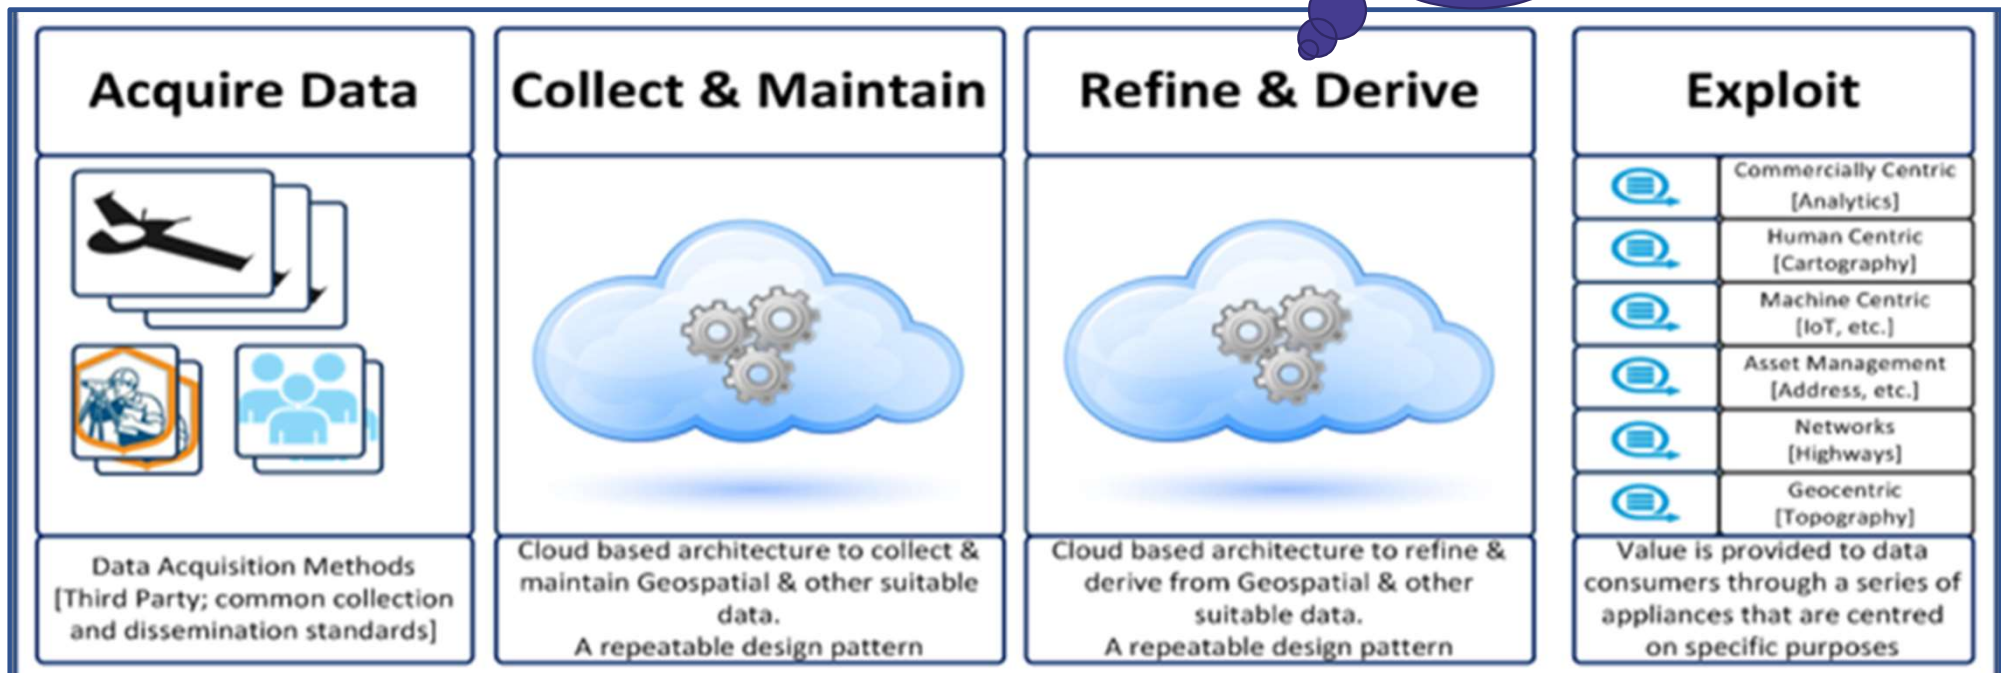 Acquire Data
Data Acquisition Methods
[Third Party; common collection
and dissemination standards]
Collect & Maintain
Cloud based architecture to collect &
maintain Geospatial & other suitable
data.
A repeatable design pattern
Refine & Derive
Cloud based architecture to refine &
derive from Geospatial & other
suitable data.
A repeatable design pattern
Exploit
Commercially Centric
[Analytics]
Human Centric
[Cartography]
Machine Centric
[IoT, etc.]
Asset Management
[Address, etc.]
Networks
[Highways]
Geocentric
[Topography]
Value is provided to data
consumers through a series of
appliances that are centred
on specific purposes